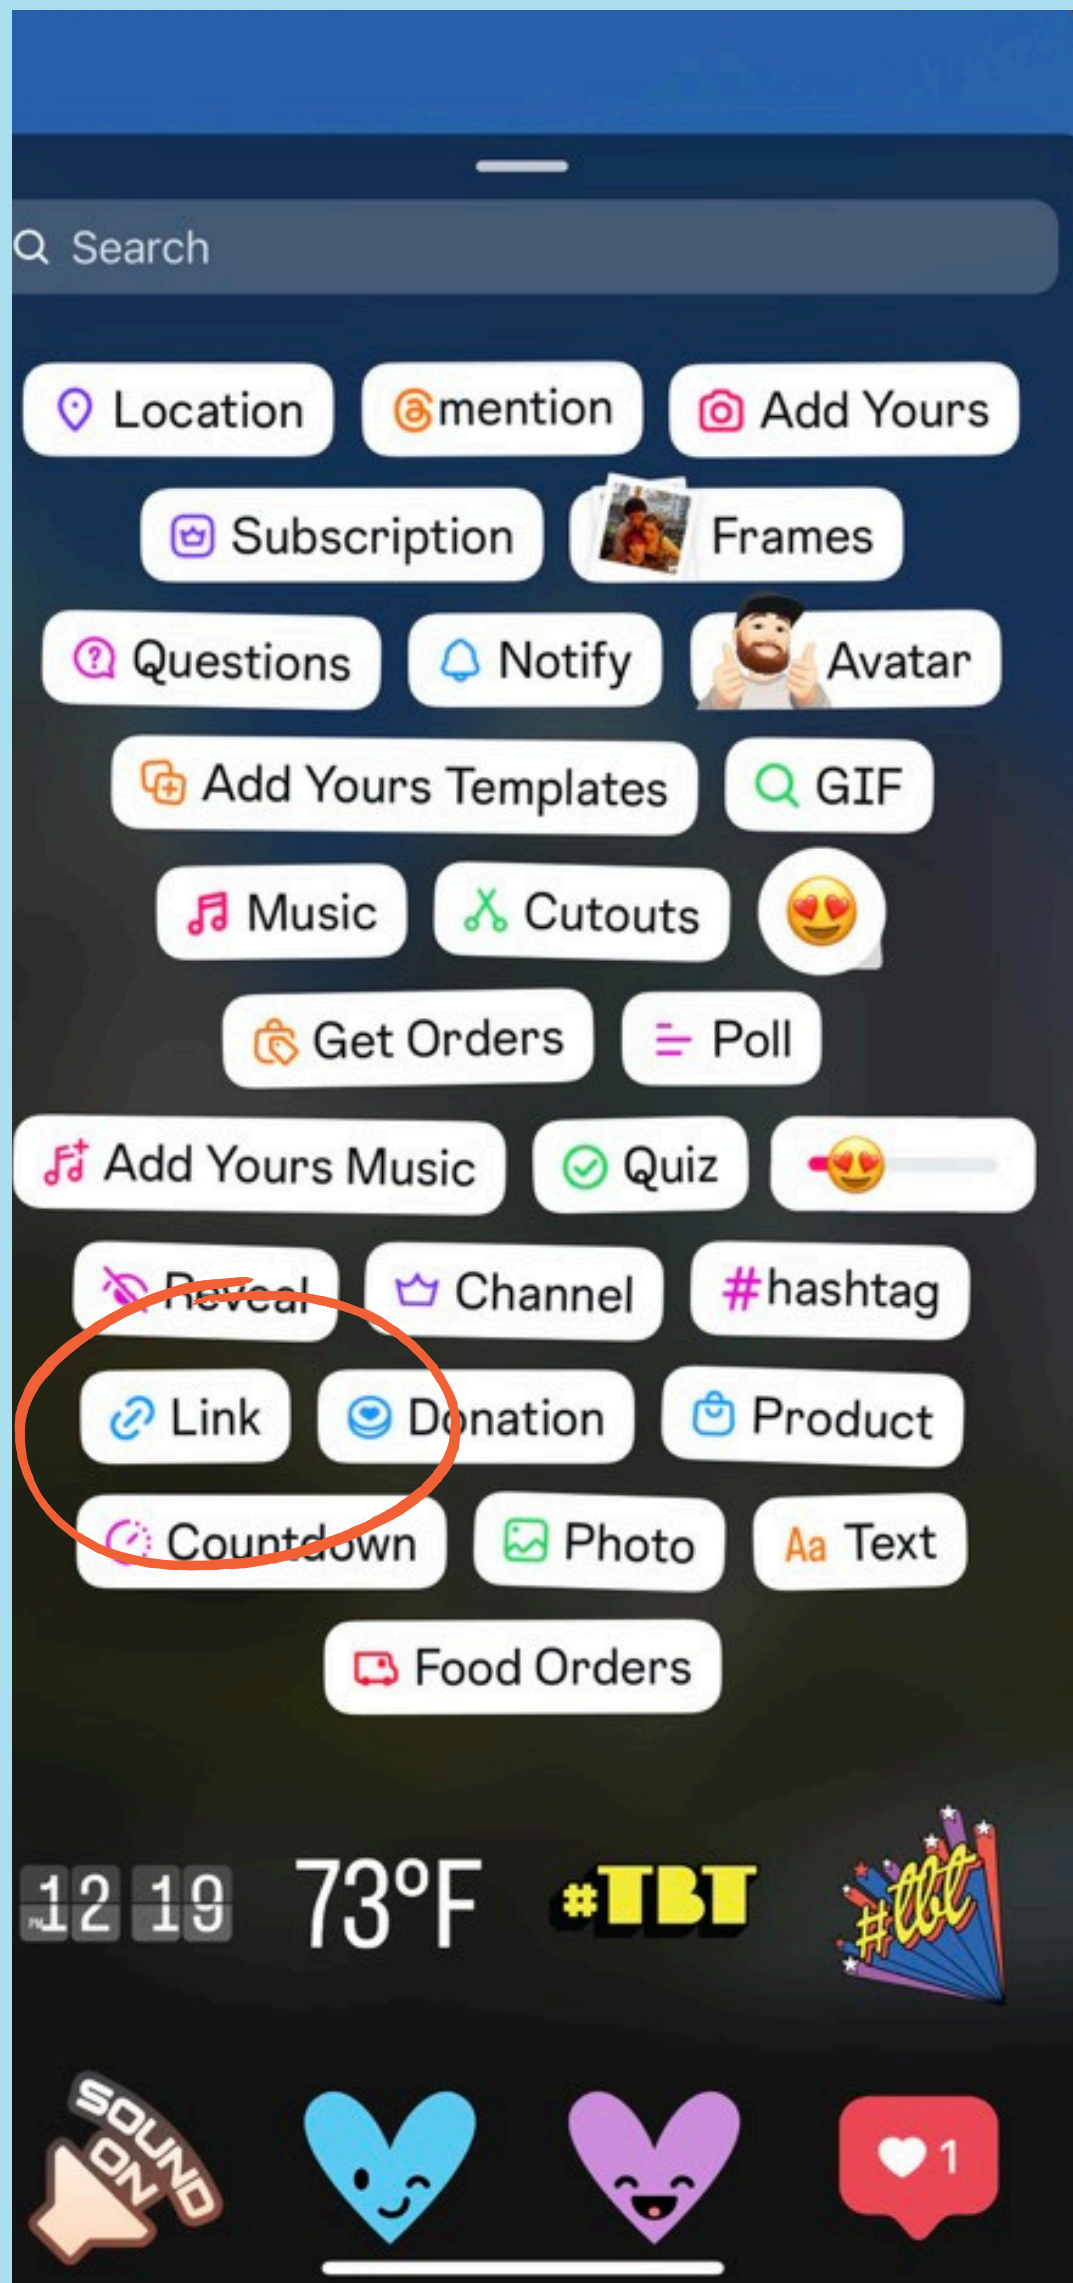 Search
Location @mention Add Yours
Subscription Frames
Questions Notify Avatar
Add Yours Templates GIF
Music Cutouts
Get Orders Poll
Add Yours Music Quiz
Reveal Channel #hashtag
Link Donation Product
Countdown Photo Aa Text
Food Orders
PM 12 19 73°F #TBT #tbt
SOUND ON 1